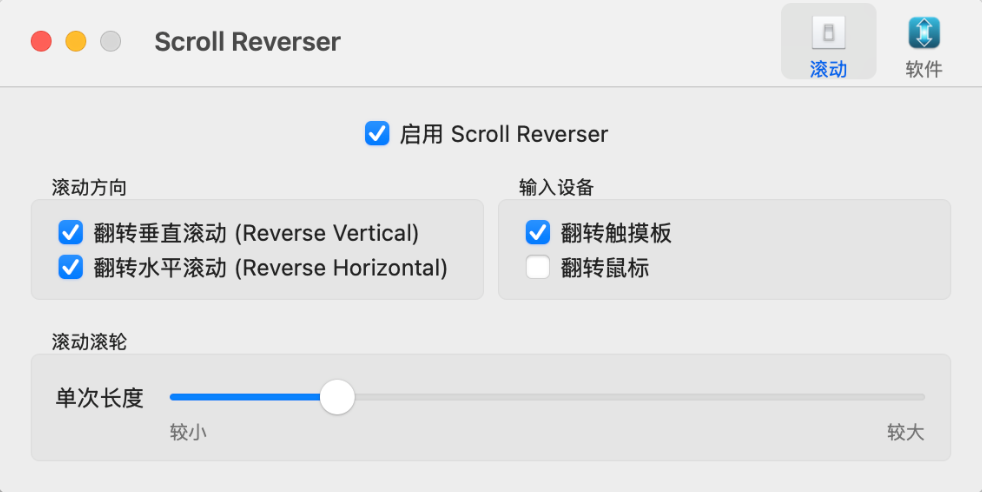 Scroll Reverser
滚动
软件
启用 Scroll Reverser
滚动方向
翻转垂直滚动 (Reverse Vertical)
翻转水平滚动 (Reverse Horizontal)
输入设备
翻转触摸板
翻转鼠标
滚动滚轮
单次长度
较小
较大